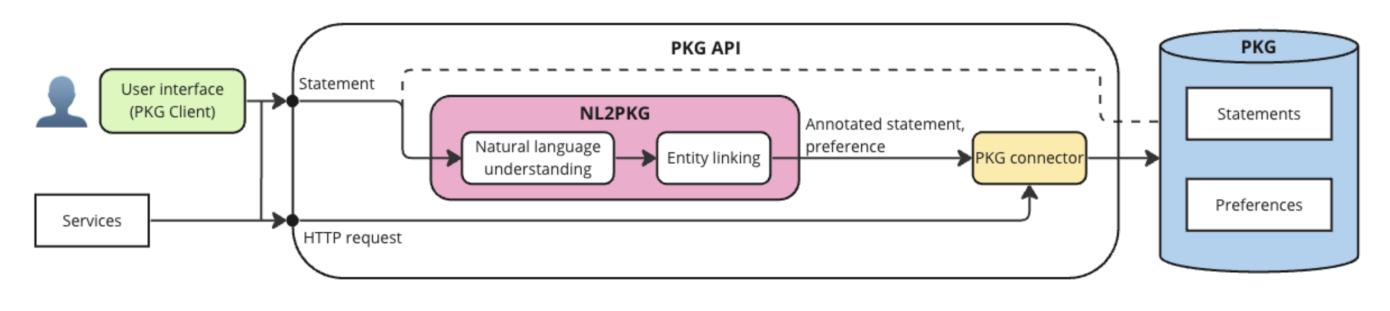 PKG API
PKG
User interface
(PKG Client)
Statement
NL2PKG
Natural language
understanding
Entity linking
Annotated statement,
preference
PKG connector
Statements
Preferences
Services
HTTP request